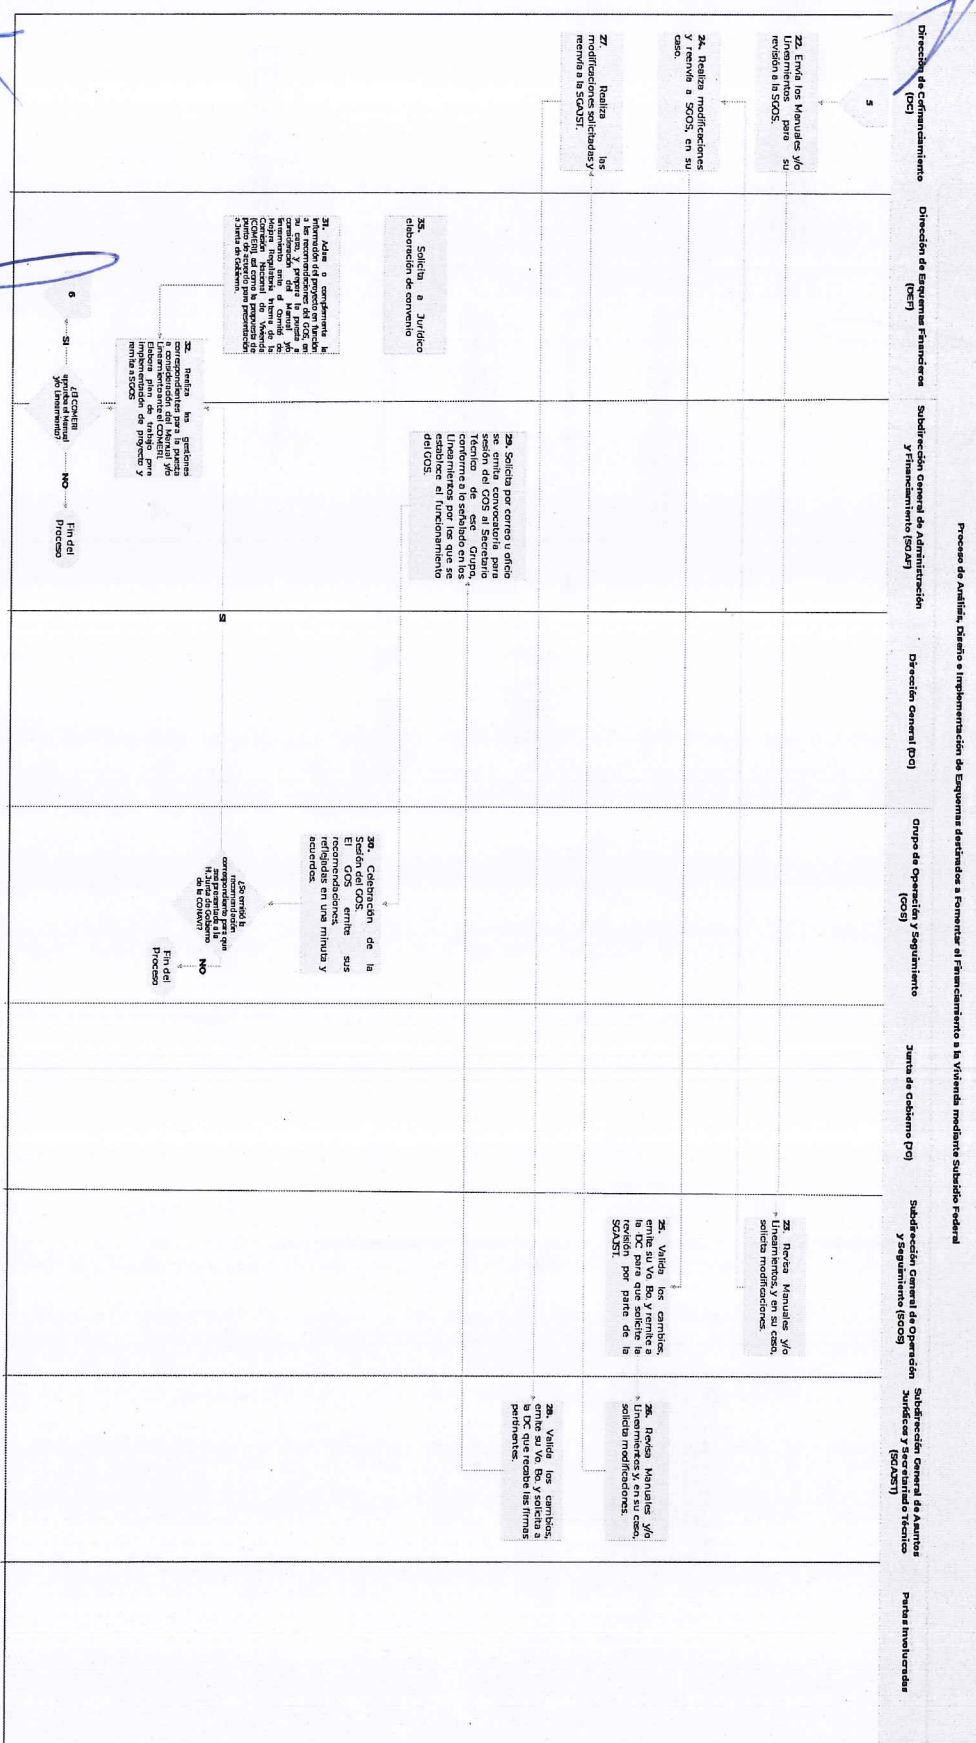 Proceso de Análisis, Diseño e Implementación de Esquemas destinados a Fomentar el Financiamiento a la Vivienda mediante Subsidio Federal
Dirección de Cofinanciamiento
(DC)
Dirección de Esquemas Financieros
(DEF)
Subdirección General de Administración
y Financiamiento (SGAF)
Dirección General (DG)
Grupo de Operación y Seguimiento
(GOS)
Junta de Gobierno (JG)
Subdirección General de Operación
y Seguimiento (SGOS)
Subdirección General de Asuntos
Jurídicos y Secretariado Técnico
(SGAJST)
Partes Involucradas
5
22. Envía los Manuales y/o
Lineamientos para su
revisión a la SGOS.
23. Revisa Manuales y/o
Lineamientos, y en su caso,
solicita modificaciones.
24. Realiza modificaciones
y reenvía a SGOS, en su
caso.
25. Valida los cambios,
emite su Vo. Bo. y remite a
la DC para que solicite la
revisión por parte de la
SGAJST.
26. Revisa Manuales y/o
Lineamientos y, en su caso,
solicita modificaciones.
27. Realiza las
modificaciones solicitadas y
reenvía a la SGAJST.
28. Valida los cambios,
emite su Vo. Bo. y solicita a
la DC que recabe las firmas
pertinentes.
29. Solicita por correo u oficio
se emita convocatoria para
sesión del GOS al Secretario
Técnico de ese Grupo,
conforme a lo señalado en los
Lineamientos por los que se
establece el funcionamiento
del GOS.
35. Solicita a Jurídico
elaboración de convenio
30. Celebración de la
Sesión del GOS.
El GOS emite sus
recomendaciones
reflejadas en una minuta y
acuerdos.
31. Aclara o complementa la
información del proyecto en función
a las recomendaciones del GOS, en
su caso, y prepara la puesta a
consideración del Manual y/o
lineamiento ante el Comité de
Mejora Regulatoria Interna de la
Comisión Nacional de Vivienda
(COMERI), así como la propuesta de
punto de acuerdo para presentación
a Junta de Gobierno.
¿Se emitió la
recomendación
correspondiente para que
sea presentada a la
H. Junta de Gobierno
de la CONAVI?
SI
NO
Fin del
Proceso
32. Realiza las gestiones
correspondientes para la puesta
a consideración del Manual y/o
Lineamiento ante el COMERI.
Elabora plan de trabajo para
implementación de proyecto y
remite a SGOS
¿El COMERI
aprueba el Manual
y/o Lineamiento?
SI
6
NO
Fin del
Proceso